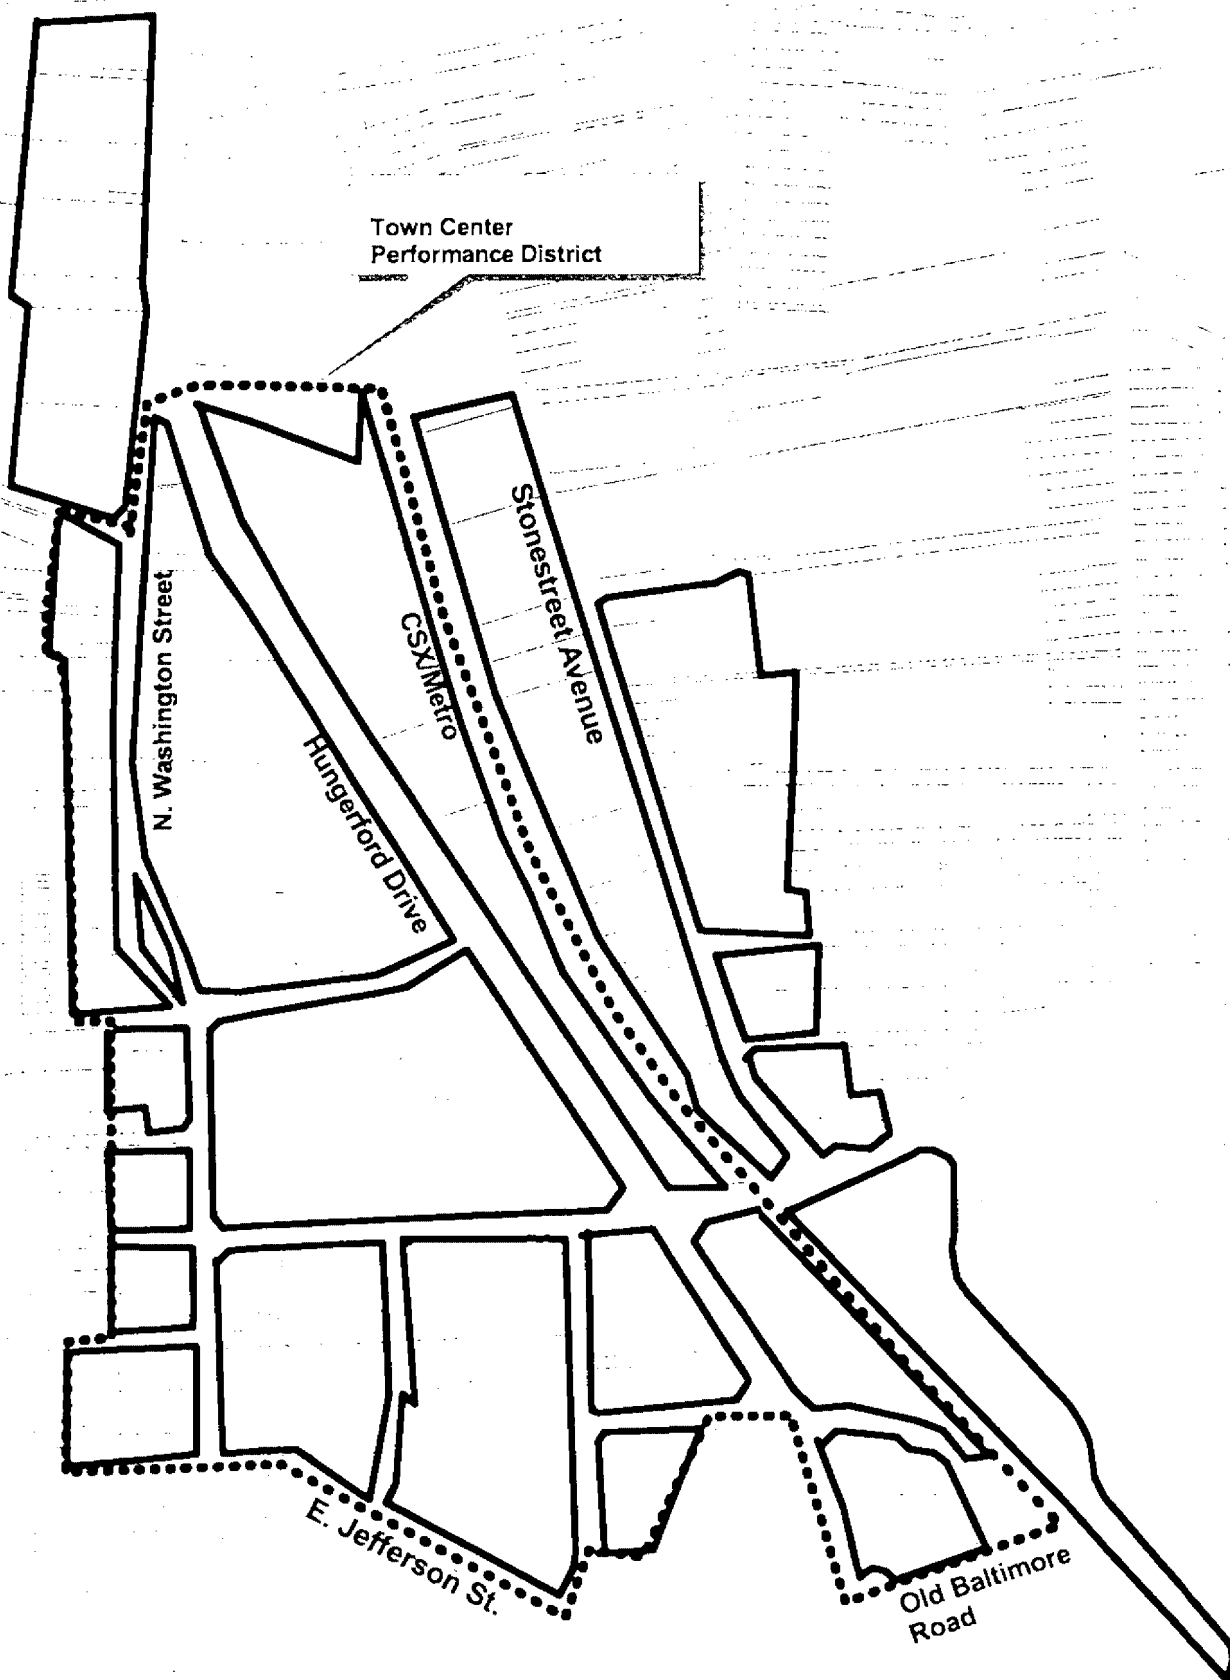 Town Center
Performance District
Stonestreet Avenue
CSX/Metro
N. Washington Street
Hungerford Drive
E. Jefferson St.
Old Baltimore
Road